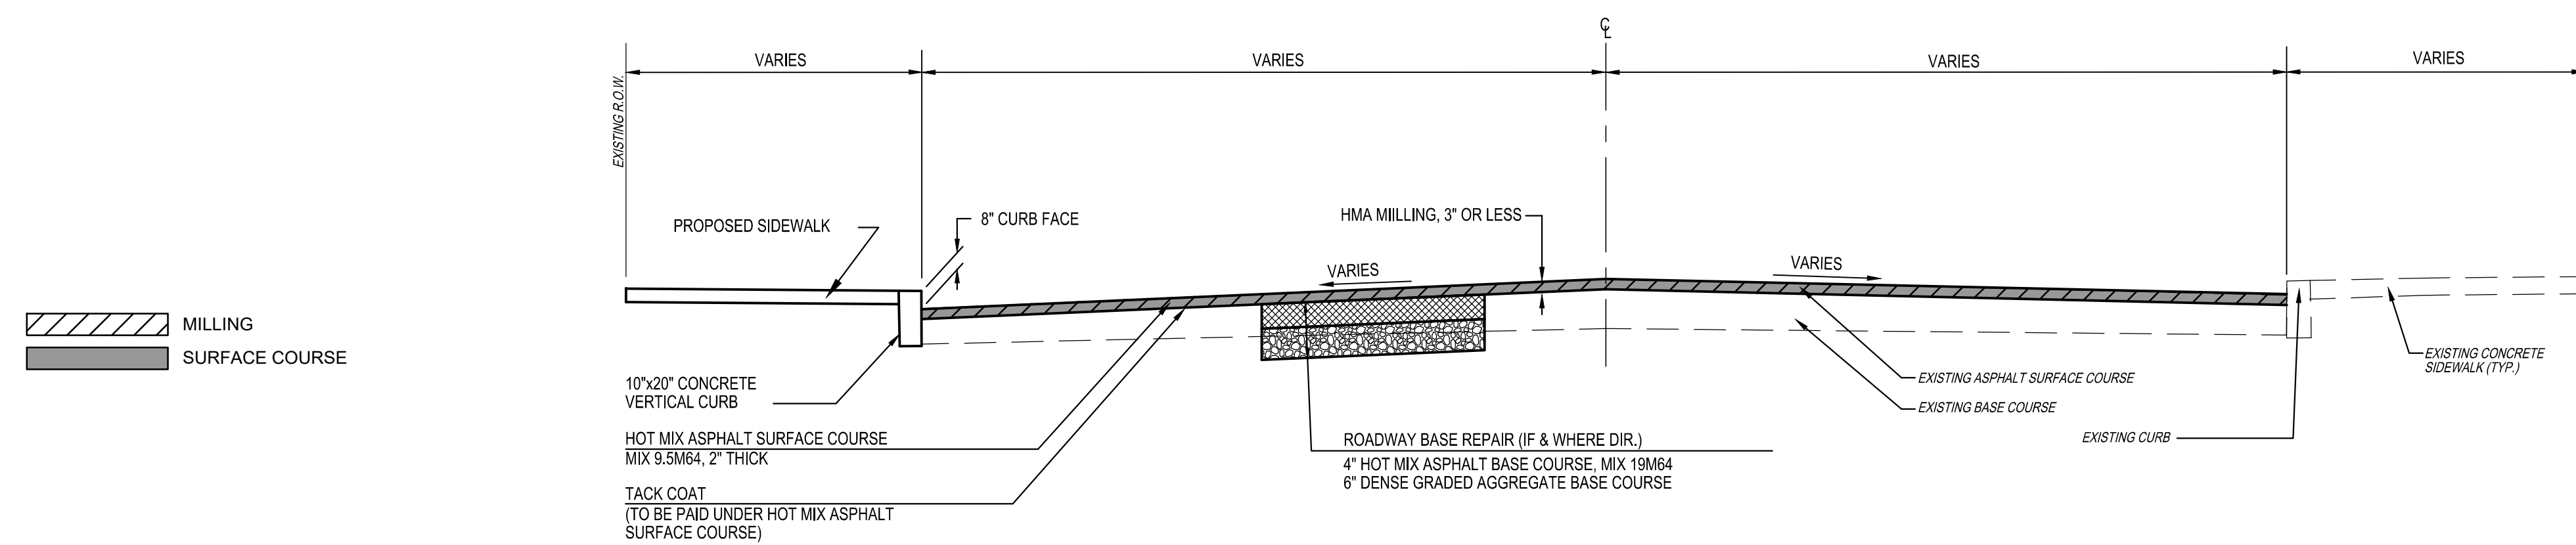 ℄
VARIES
VARIES
VARIES
VARIES
EXISTING R.O.W.
PROPOSED SIDEWALK
8" CURB FACE
HMA MIILLING, 3" OR LESS
VARIES
VARIES
MILLING
SURFACE COURSE
10"x20" CONCRETE
VERTICAL CURB
HOT MIX ASPHALT SURFACE COURSE
MIX 9.5M64, 2" THICK
TACK COAT
(TO BE PAID UNDER HOT MIX ASPHALT
SURFACE COURSE)
ROADWAY BASE REPAIR (IF & WHERE DIR.)
4" HOT MIX ASPHALT BASE COURSE, MIX 19M64
6" DENSE GRADED AGGREGATE BASE COURSE
EXISTING ASPHALT SURFACE COURSE
EXISTING BASE COURSE
EXISTING CURB
EXISTING CONCRETE
SIDEWALK (TYP.)